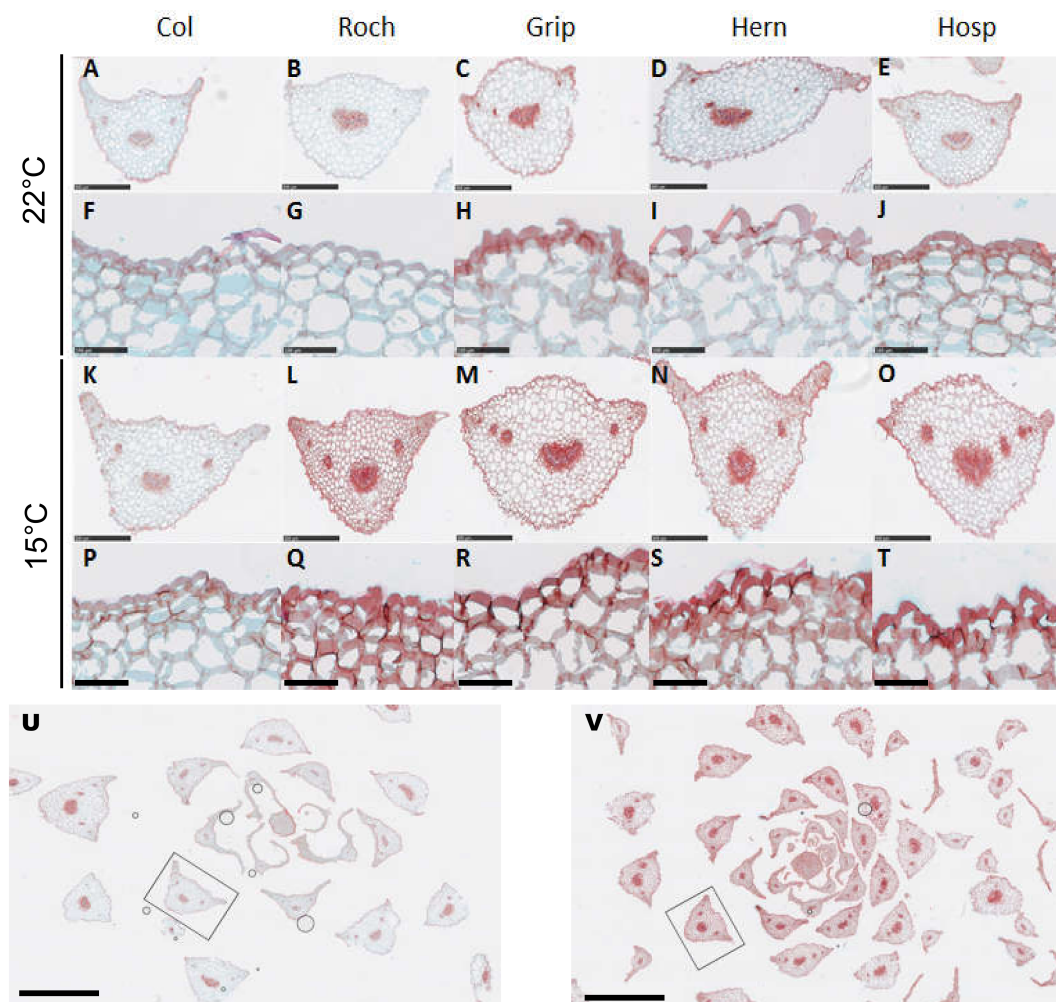 Col Roch Grip Hern Hosp
22°C
A B C D E
F G H I J
15°C
K L M N O
P Q R S T
U V